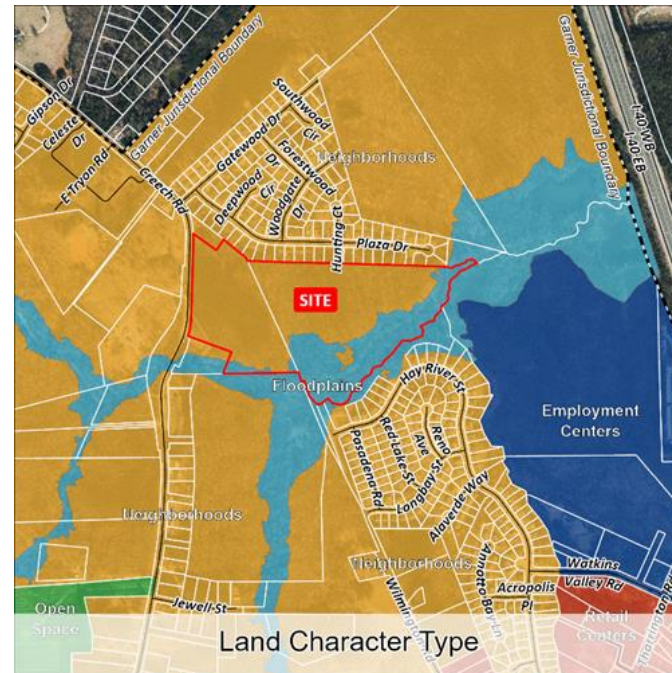 Garner Jurisdictional Boundary
Gipson Dr
Celeste
Dr
E Tryon Rd
Creech Rd
Southwood
Cir
Gatewood Dr
Forestwood
Dr
Neighborhoods
Deepwood
Cir
Woodgate
Dr
Hunting Ct
Plaza Dr
Garner Jurisdictional Boundary
I-40 WB
I-40 EB
SITE
Floodplains
Hay River St
Employment
Centers
Reno
Ave
Red Lake St
Pasadena Rd
Longbay St
Alaverde Way
Neighborhoods
Neighborhoods
Annatto Bay Ln
Acropolis
Pl
Watkins
Valley Rd
Open
Space
Jewell St
Wilmington Rd
Retail
Centers
Land Character Type